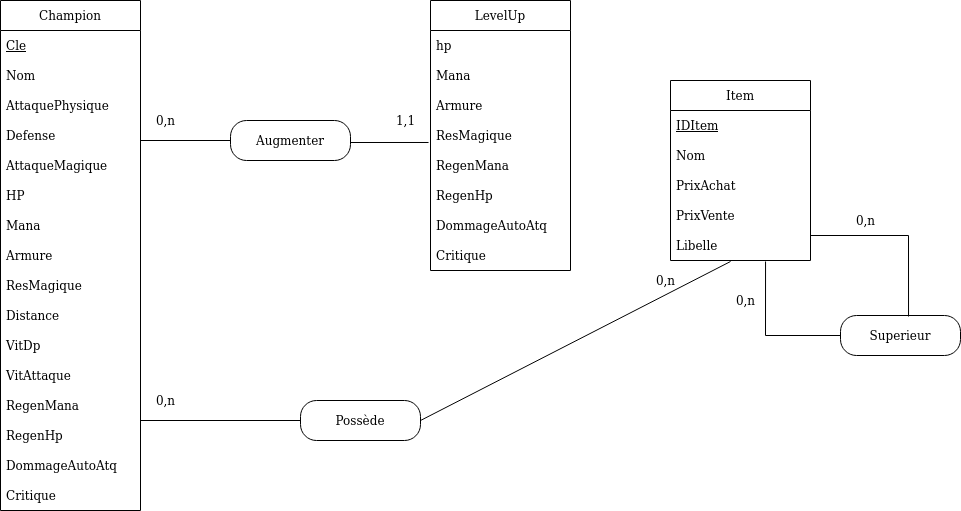 Champion
Cle
Nom
AttaquePhysique
Defense
AttaqueMagique
HP
Mana
Armure
ResMagique
Distance
VitDp
VitAttaque
RegenMana
RegenHp
DommageAutoAtq
Critique
0,n
Augmenter
1,1
LevelUp
hp
Mana
Armure
ResMagique
RegenMana
RegenHp
DommageAutoAtq
Critique
Item
IDItem
Nom
PrixAchat
PrixVente
Libelle
0,n
0,n
Superieur
0,n
0,n
Possède